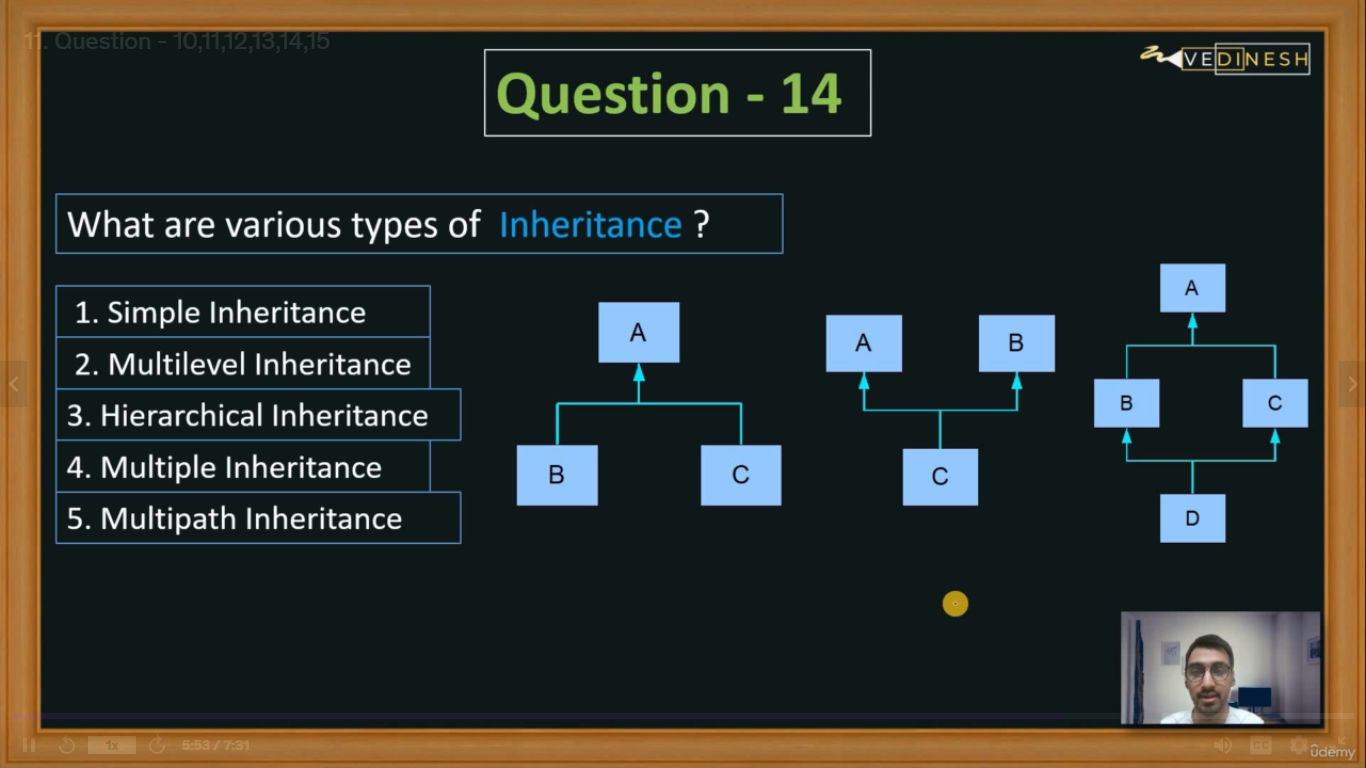 11. Question - 10,11,12,13,14,15
VEDINESH
Question - 14
What are various types of Inheritance ?
1. Simple Inheritance
2. Multilevel Inheritance
3. Hierarchical Inheritance
4. Multiple Inheritance
5. Multipath Inheritance
A
B C
A B
C
A
B C
D
1x
5:53 / 7:31
CC
ûdemy